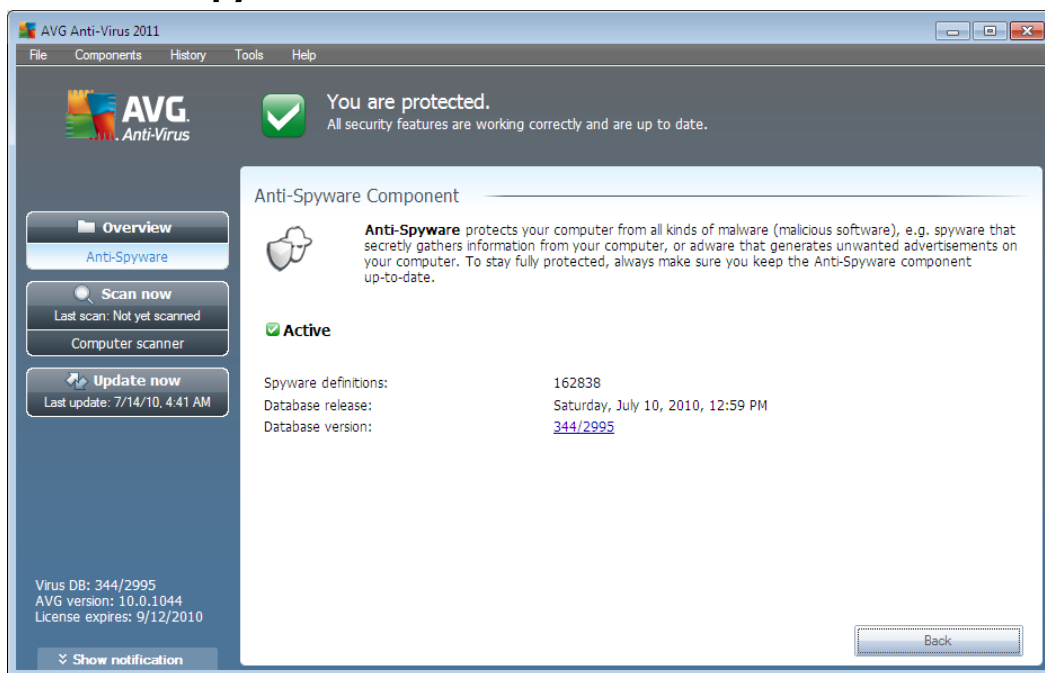 AVG Anti-Virus 2011
File Components History Tools Help
AVG.
Anti-Virus
You are protected.
All security features are working correctly and are up to date.
Overview
Anti-Spyware
Scan now
Last scan: Not yet scanned
Computer scanner
Update now
Last update: 7/14/10, 4:41 AM
Virus DB: 344/2995
AVG version: 10.0.1044
License expires: 9/12/2010
Show notification
Anti-Spyware Component
Anti-Spyware protects your computer from all kinds of malware (malicious software), e.g. spyware that
secretly gathers information from your computer, or adware that generates unwanted advertisements on
your computer. To stay fully protected, always make sure you keep the Anti-Spyware component
up-to-date.
Active
Spyware definitions: 162838
Database release: Saturday, July 10, 2010, 12:59 PM
Database version: 344/2995
Back